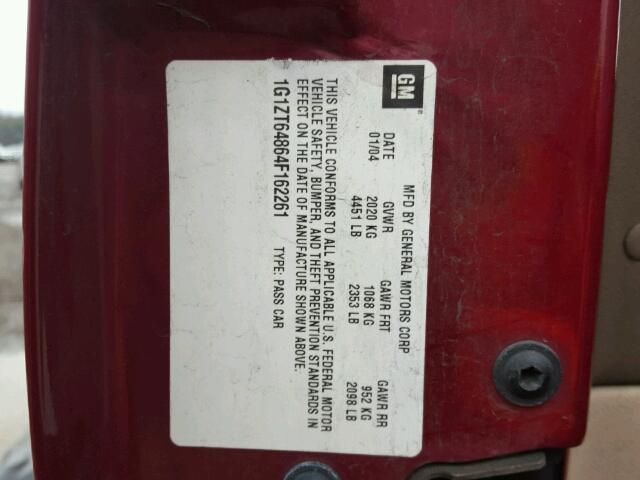 GM
MFD BY GENERAL MOTORS CORP
DATE GVWR GAWR FRT GAWR RR
01/04 2020 KG 1068 KG 952 KG
4451 LB 2353 LB 2098 LB
THIS VEHICLE CONFORMS TO ALL APPLICABLE U.S. FEDERAL MOTOR
VEHICLE SAFETY, BUMPER, AND THEFT PREVENTION STANDARDS IN
EFFECT ON THE DATE OF MANUFACTURE SHOWN ABOVE.
1G1ZT64864F162261 TYPE: PASS CAR